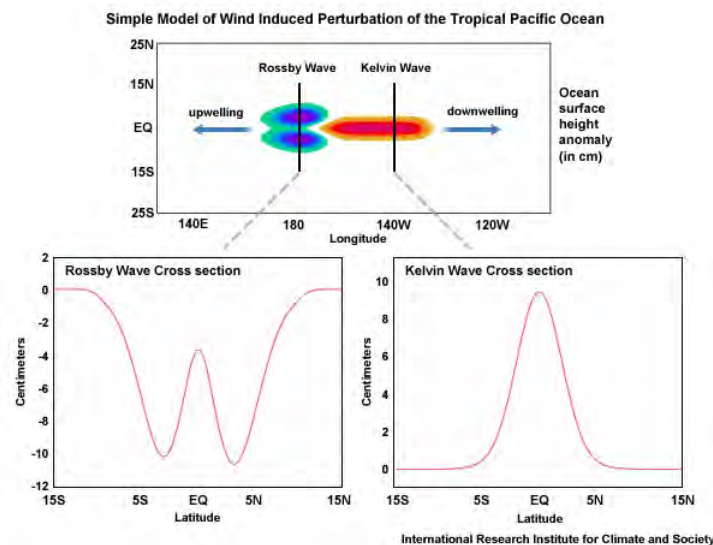 Simple Model of Wind Induced Perturbation of the Tropical Pacific Ocean
25N
15N
EQ
15S
25S
Rossby Wave
Kelvin Wave
upwelling
downwelling
Ocean
surface
height
anomaly
(in cm)
140E
180
140W
120W
Longitude
Rossby Wave Cross section
2
0
-2
-4
-6
-8
-10
-12
Centimeters
15S
5S
EQ
5N
15N
Latitude
Kelvin Wave Cross section
10
8
6
4
2
0
Centimeters
15S
5S
EQ
5N
15N
Latitude
International Research Institute for Climate and Society